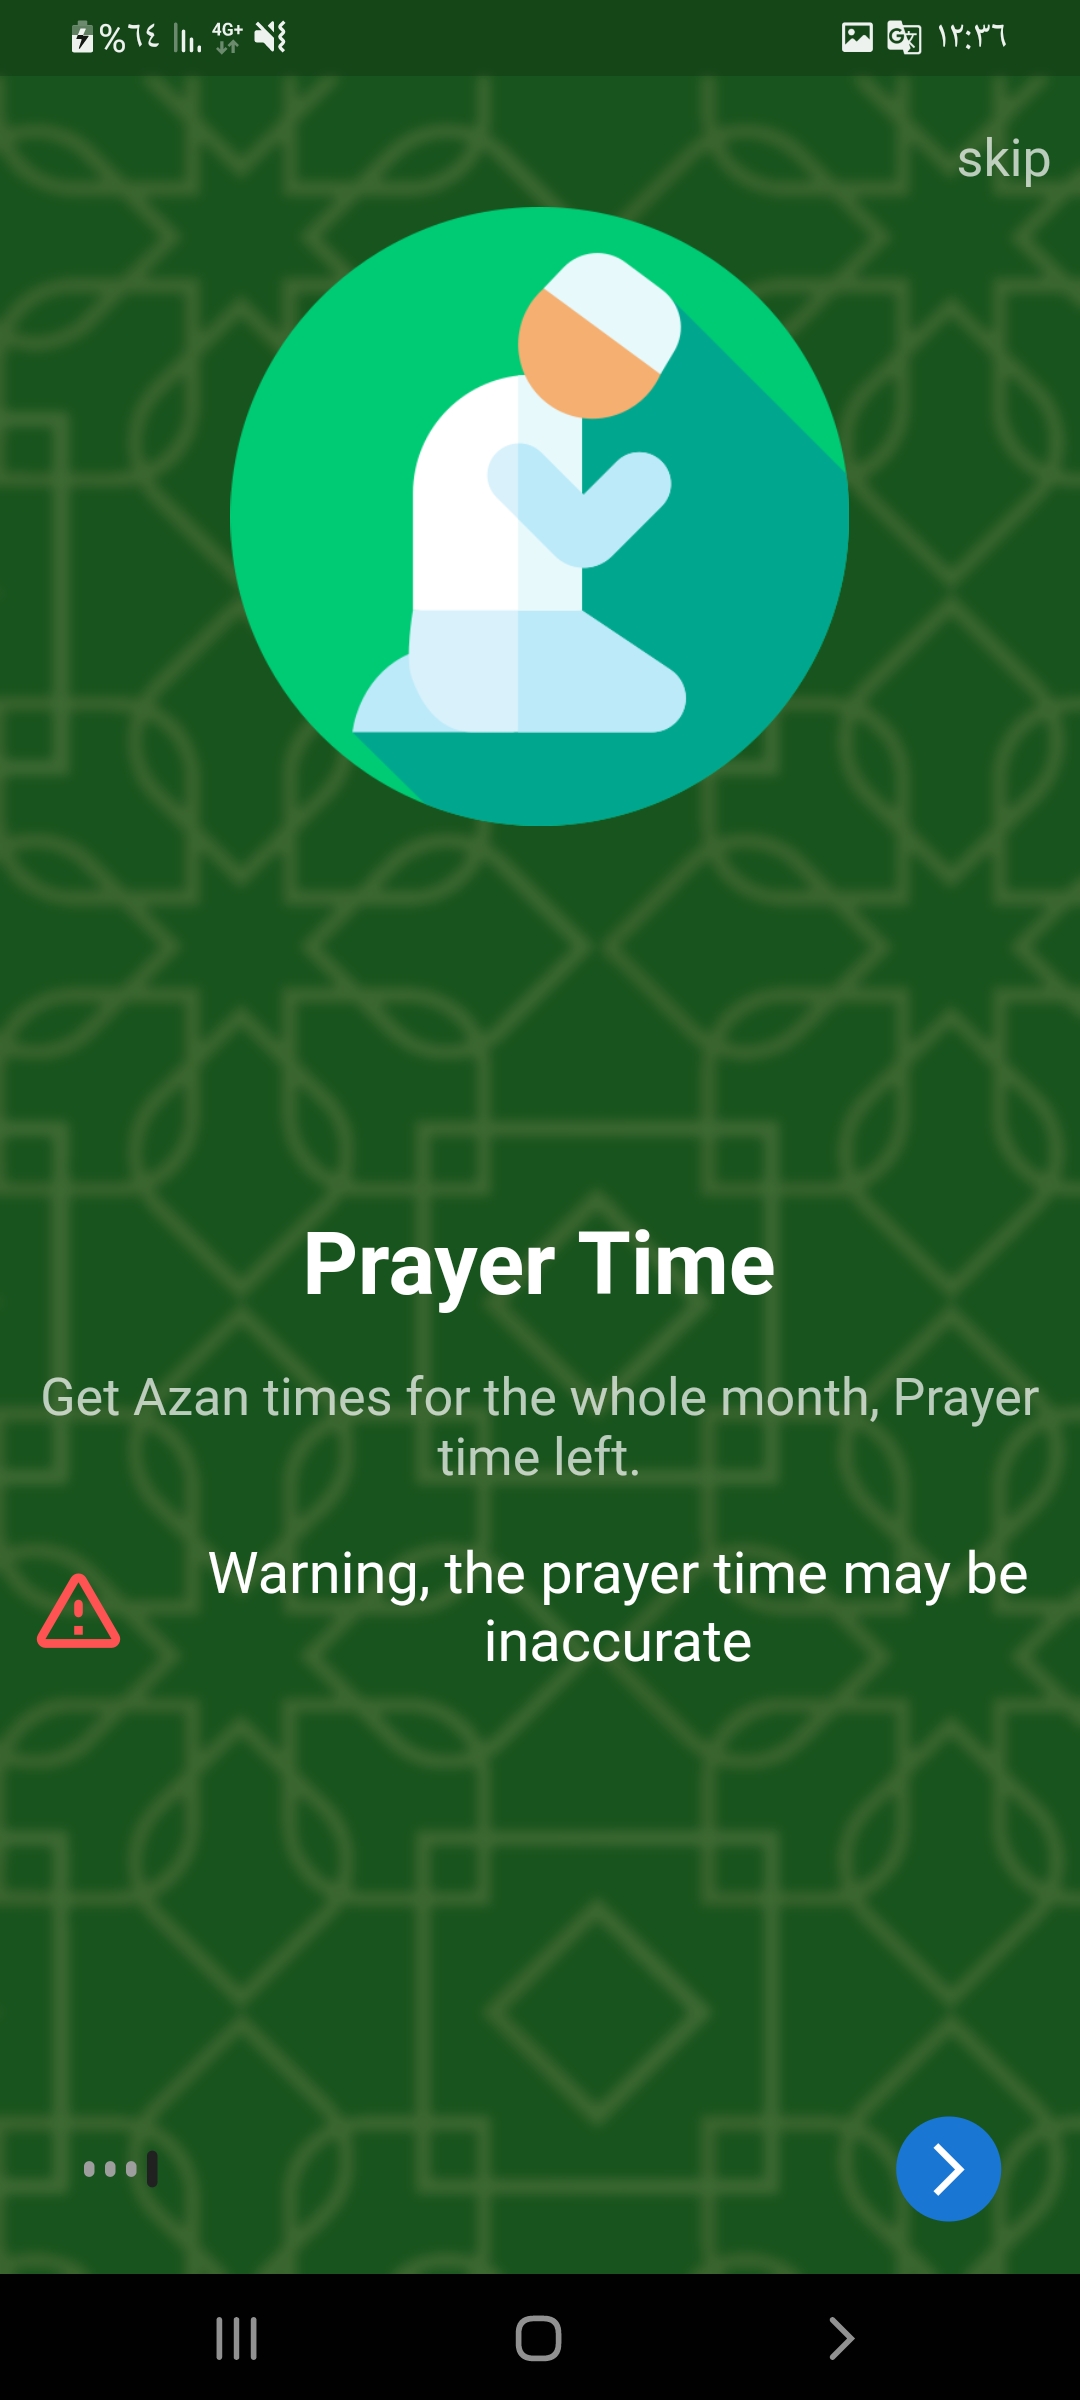 %٦٤ 4G+ ١٢:٣٦
skip
Prayer Time
Get Azan times for the whole month, Prayer
time left.
Warning, the prayer time may be
inaccurate